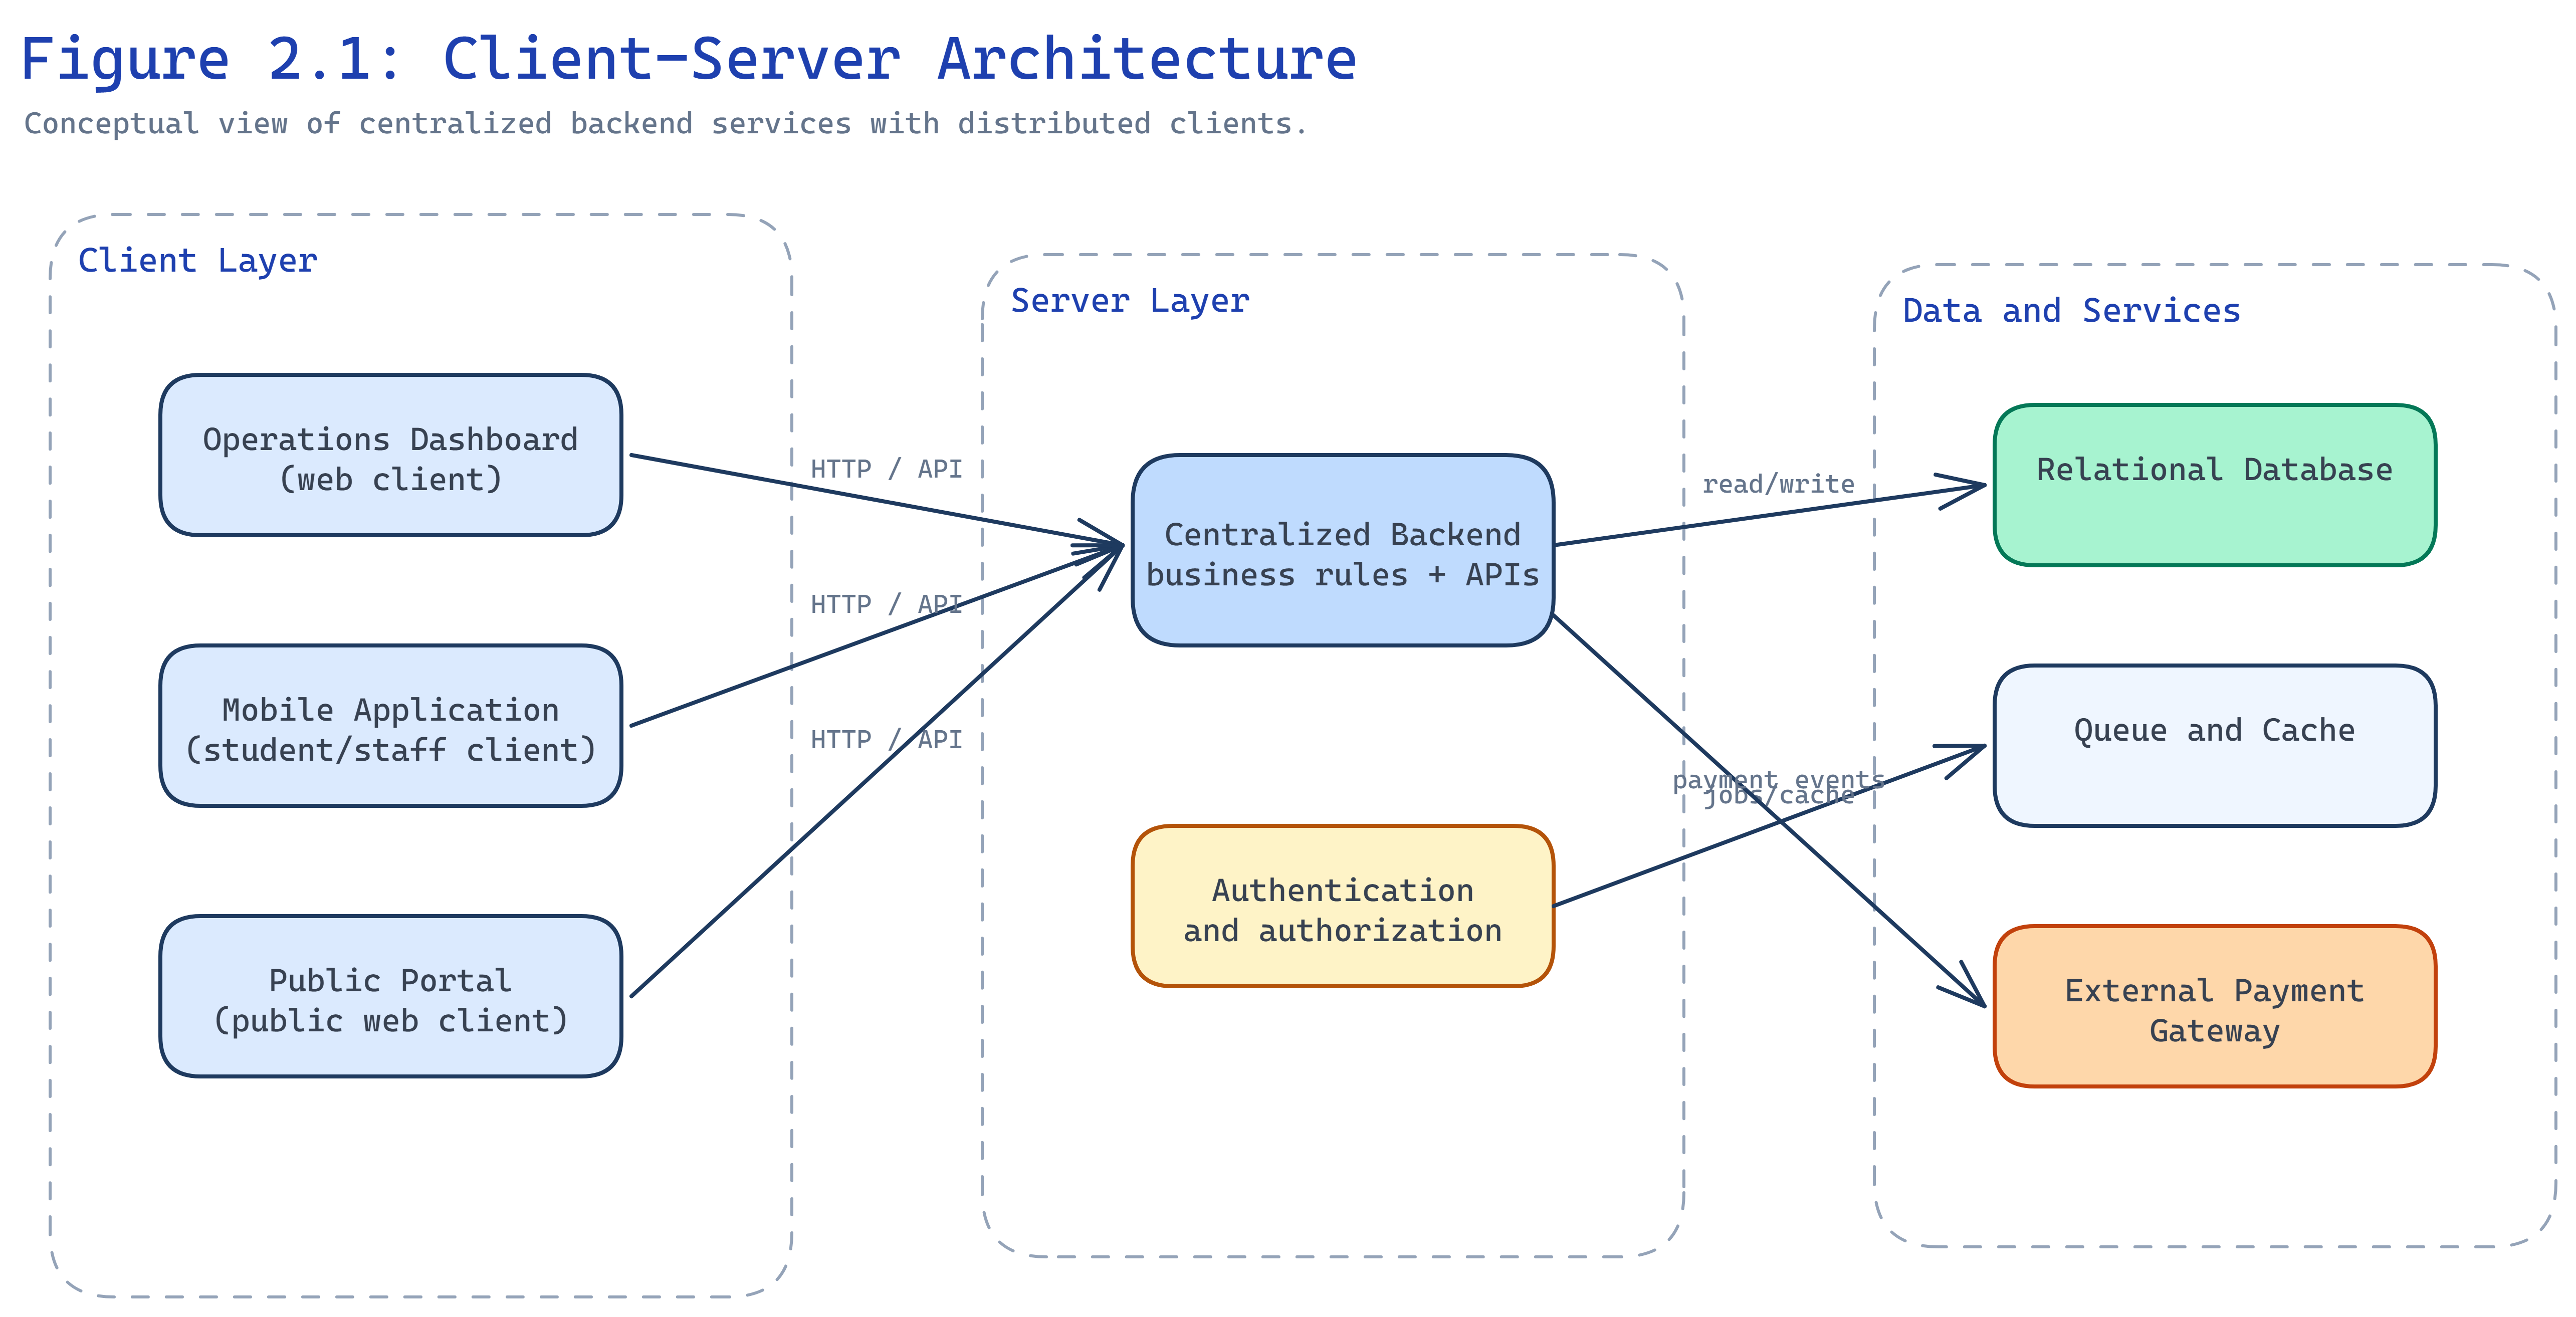 Figure 2.1: Client-Server Architecture
Conceptual view of centralized backend services with distributed clients.
Client Layer
Operations Dashboard
(web client)
Mobile Application
(student/staff client)
Public Portal
(public web client)
HTTP / API
HTTP / API
HTTP / API
Server Layer
Centralized Backend
business rules + APIs
Authentication
and authorization
read/write
payment events
jobs/cache
Data and Services
Relational Database
Queue and Cache
External Payment
Gateway